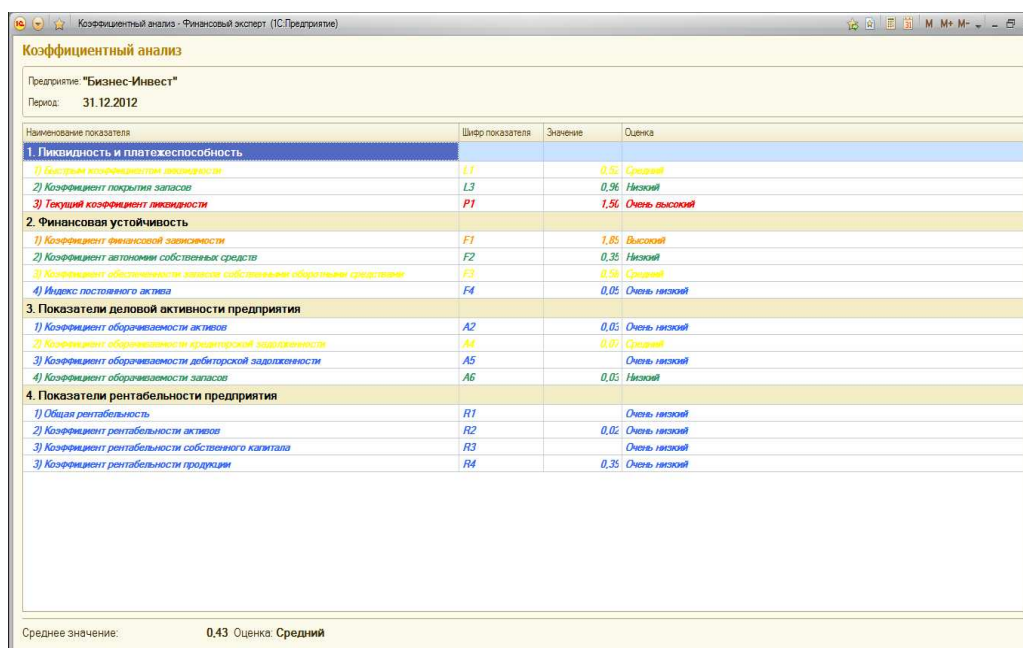 Коэффициентный анализ - Финансовый эксперт (1С:Предприятие)
M M+ M-
Коэффициентный анализ
Предприятие: "Бизнес-Инвест"
Период: 31.12.2012
Наименование показателя Шифр показателя Значение Оценка
1. Ликвидность и платежеспособность
1) Быстрым коэффициентом ликвидности L1 0,52 Средний
2) Коэффициент покрытия запасов L3 0,96 Низкий
3) Текущий коэффициент ликвидности P1 1,50 Очень высокий
2. Финансовая устойчивость
1) Коэффициент финансовой зависимости F1 1,85 Высокий
2) Коэффициент автономии собственных средств F2 0,35 Низкий
3) Коэффициент обеспеченности запасов собственными оборотными средствами F3 Средний
4) Индекс постоянного актива F4 0,05 Очень низкий
3. Показатели деловой активности предприятия
1) Коэффициент оборачиваемости активов A2 0,03 Очень низкий
2) Коэффициент оборачиваемости кредиторской задолженности A4 0,07 Средний
3) Коэффициент оборачиваемости дебиторской задолженности A5 Очень низкий
4) Коэффициент оборачиваемости запасов A6 0,03 Низкий
4. Показатели рентабельности предприятия
1) Общая рентабельность R1 Очень низкий
2) Коэффициент рентабельности активов R2 0,02 Очень низкий
3) Коэффициент рентабельности собственного капитала R3 Очень низкий
3) Коэффициент рентабельности продукции R4 0,39 Очень низкий
Среднее значение: 0,43 Оценка: Средний